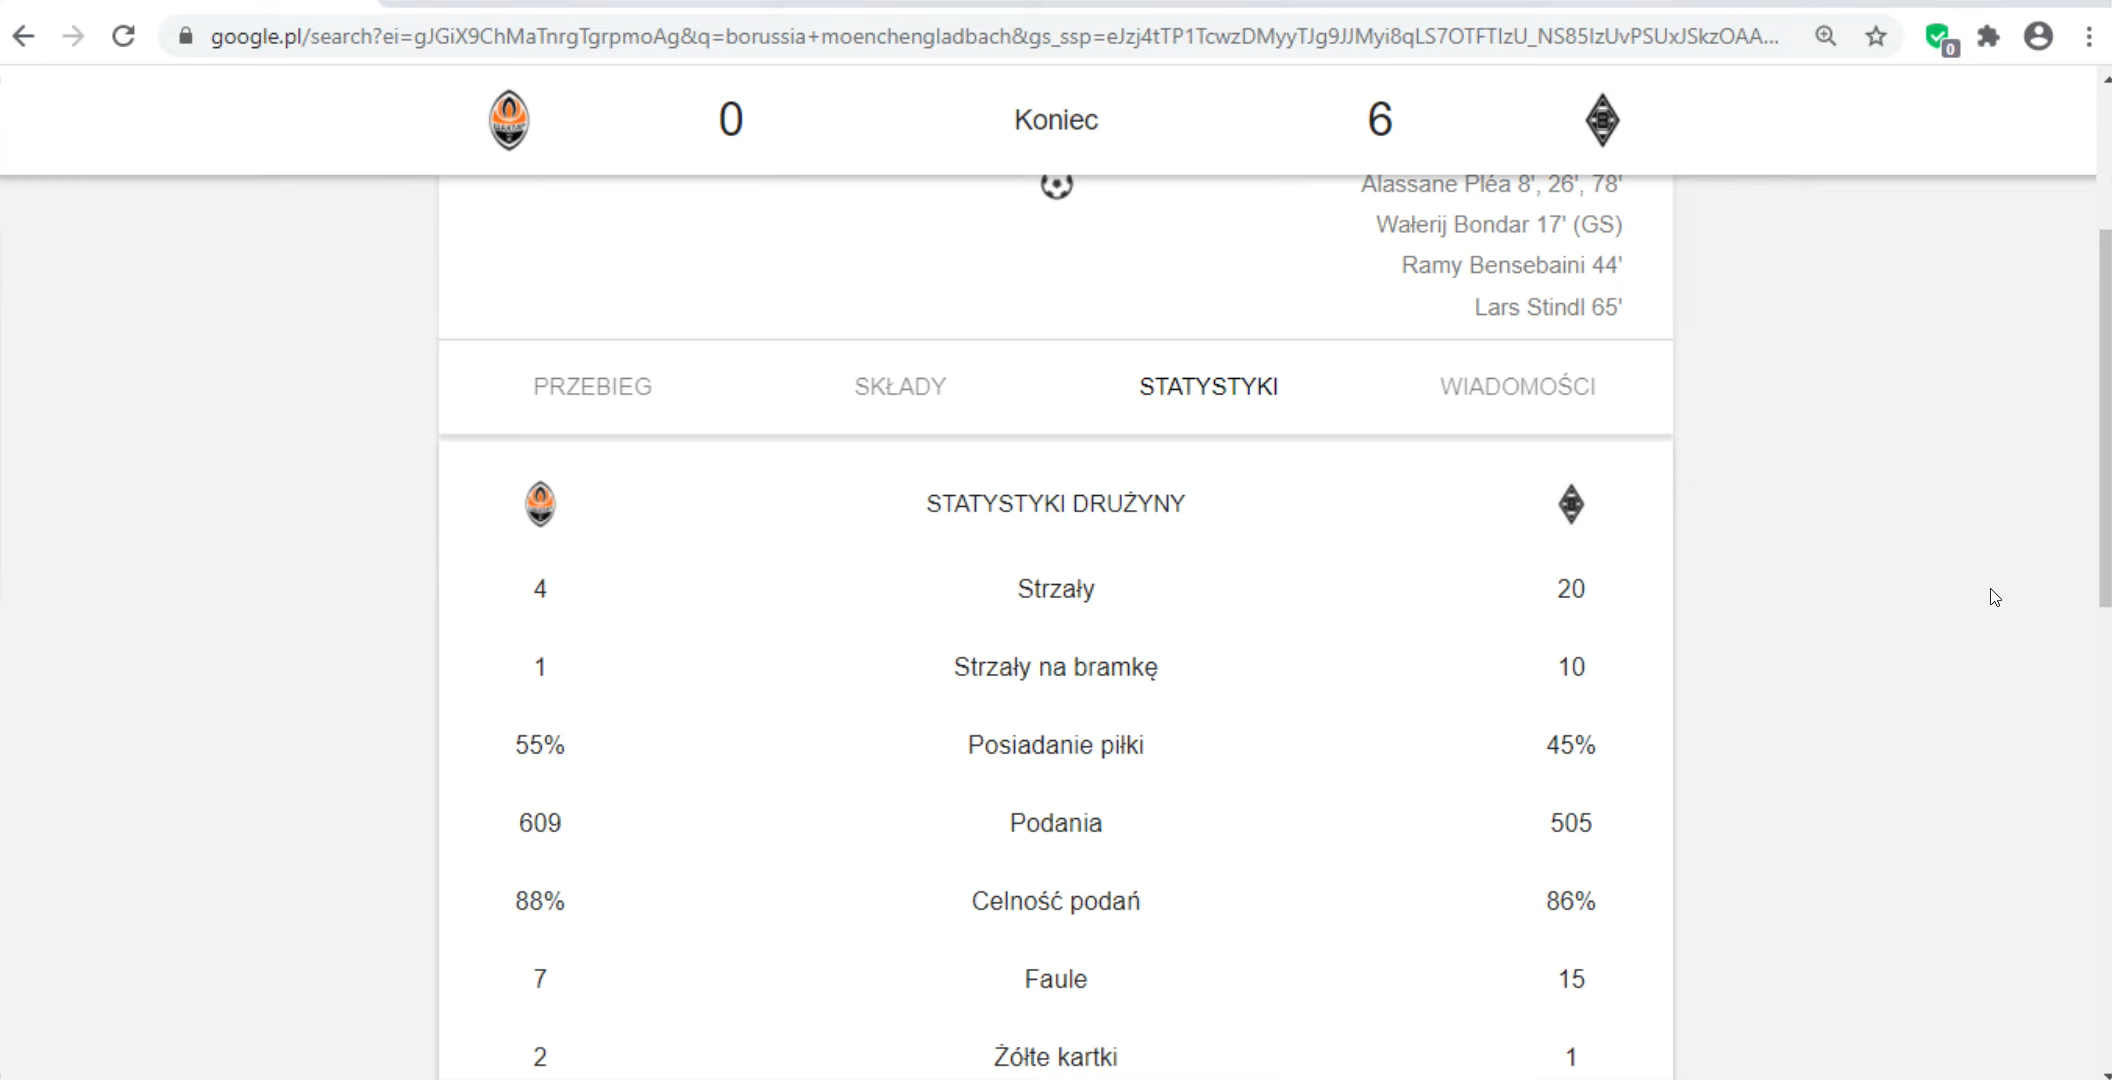 google.pl/search?ei=gJGiX9ChMaTnrgTgrpmoAg&q=borussia+moenchengladbach&gs_ssp=eJzj4tTP1TcwzDMyyTJg9JJMyi8qLS7OTFTIzU_NS85IzUvPSUxJSkzOAA...
0
0 Koniec 6
Alassane Pléa 8', 26', 78'
Wałerij Bondar 17' (GS)
Ramy Bensebaini 44'
Lars Stindl 65'
PRZEBIEG SKŁADY STATYSTYKI WIADOMOŚCI
STATYSTYKI DRUŻYNY
4 Strzały 20
1 Strzały na bramkę 10
55% Posiadanie piłki 45%
609 Podania 505
88% Celność podań 86%
7 Faule 15
2 Żółte kartki 1